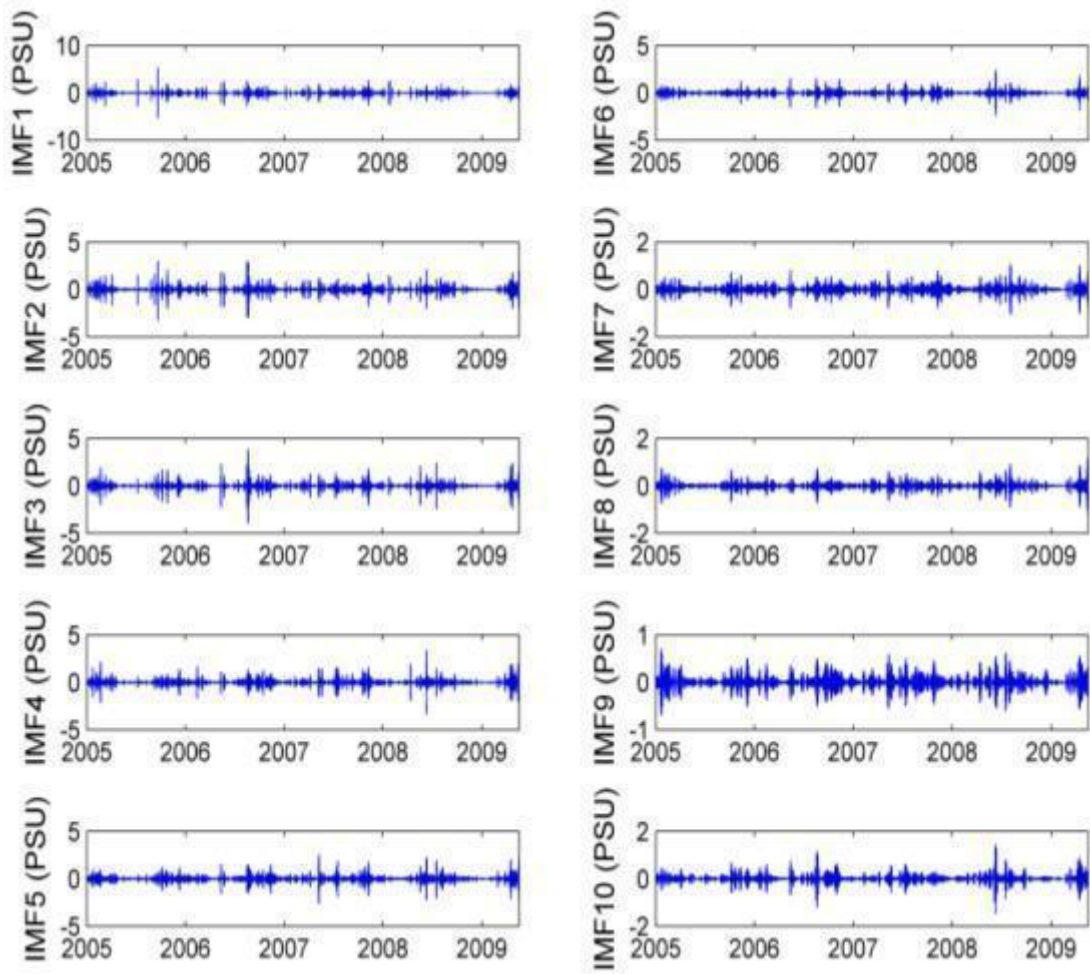 IMF1 (PSU)
10
0
-10
2005 2006 2007 2008 2009
IMF2 (PSU)
5
0
-5
2005 2006 2007 2008 2009
IMF3 (PSU)
5
0
-5
2005 2006 2007 2008 2009
IMF4 (PSU)
5
0
-5
2005 2006 2007 2008 2009
IMF5 (PSU)
5
0
-5
2005 2006 2007 2008 2009
IMF6 (PSU)
5
0
-5
2005 2006 2007 2008 2009
IMF7 (PSU)
2
0
-2
2005 2006 2007 2008 2009
IMF8 (PSU)
2
0
-2
2005 2006 2007 2008 2009
IMF9 (PSU)
1
0
-1
2005 2006 2007 2008 2009
IMF10 (PSU)
2
0
-2
2005 2006 2007 2008 2009